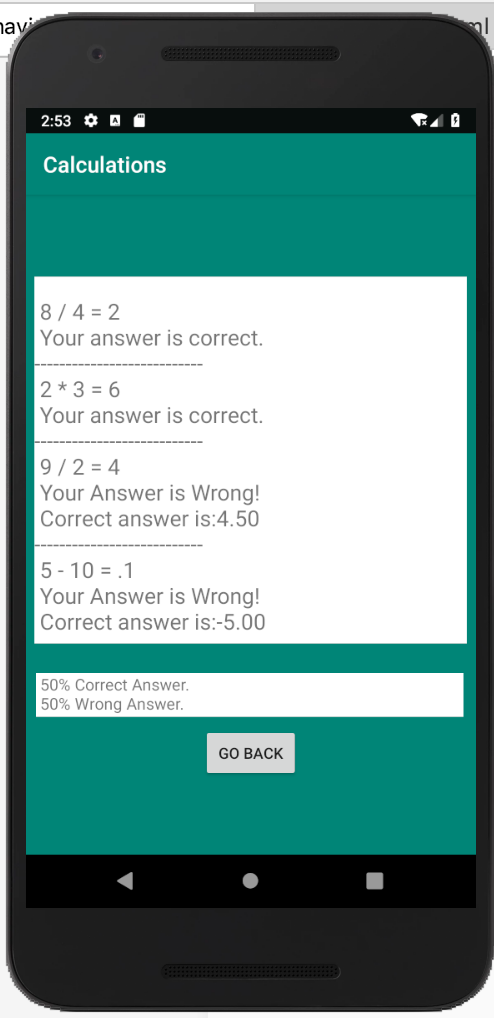 2:53
Calculations
8 / 4 = 2
Your answer is correct.
---------------------------
2 * 3 = 6
Your answer is correct.
---------------------------
9 / 2 = 4
Your Answer is Wrong!
Correct answer is:4.50
---------------------------
5 - 10 = .1
Your Answer is Wrong!
Correct answer is:-5.00
50% Correct Answer.
50% Wrong Answer.
GO BACK